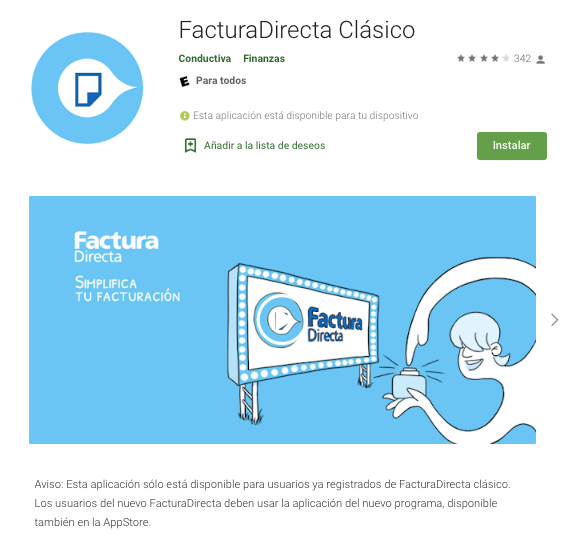 FacturaDirecta Clásico
Conductiva Finanzas
342
E Para todos
Esta aplicación está disponible para tu dispositivo
Añadir a la lista de deseos
Instalar
Factura
Directa
SIMPLIFICA
TU FACTURACIÓN
Factura
Directa
Aviso: Esta aplicación sólo está disponible para usuarios ya registrados de FacturaDirecta clásico.
Los usuarios del nuevo FacturaDirecta deben usar la aplicación del nuevo programa, disponible
también en la AppStore.